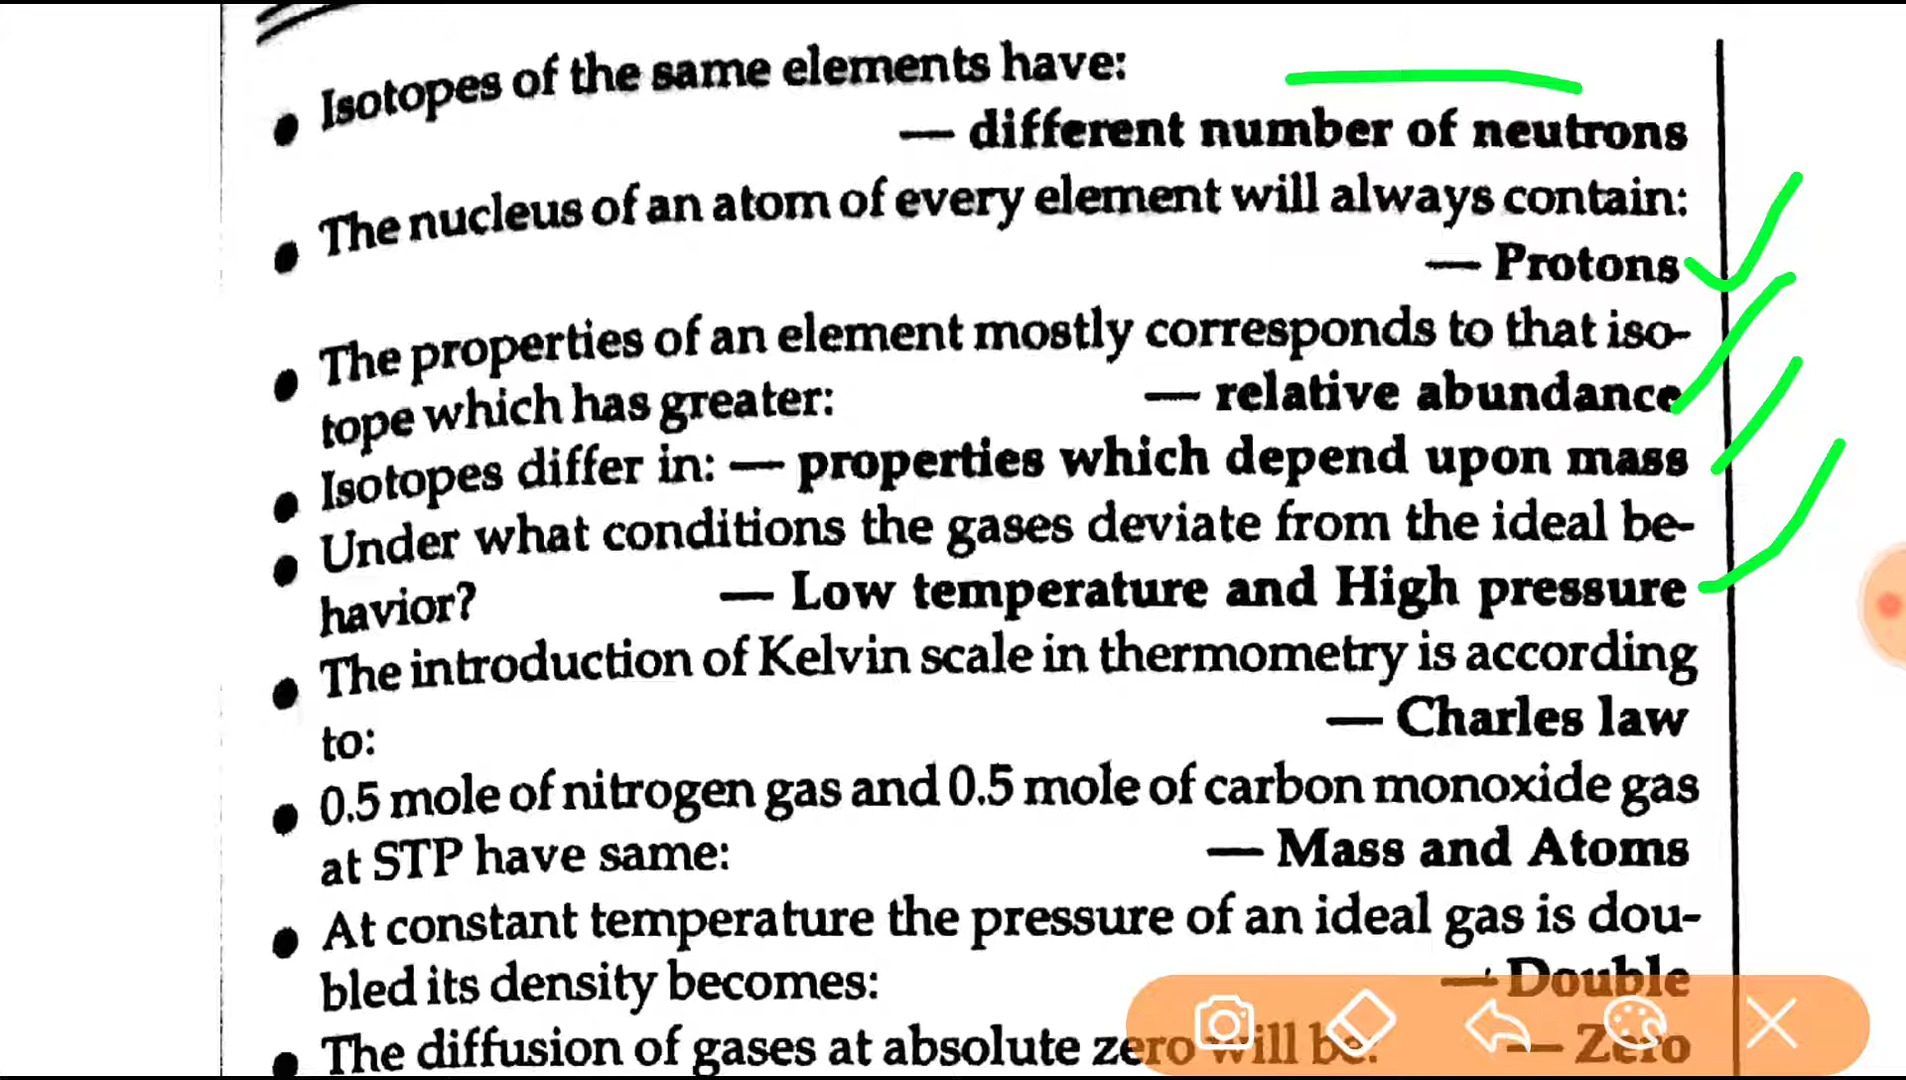 Isotopes of the same elements have:
— different number of neutrons
The nucleus of an atom of every element will always contain:
— Protons
The properties of an element mostly corresponds to that iso-
tope which has greater: — relative abundance
Isotopes differ in: — properties which depend upon mass
Under what conditions the gases deviate from the ideal be-
havior? — Low temperature and High pressure
The introduction of Kelvin scale in thermometry is according
to: — Charles law
0.5 mole of nitrogen gas and 0.5 mole of carbon monoxide gas
at STP have same: — Mass and Atoms
At constant temperature the pressure of an ideal gas is dou-
bled its density becomes: — Double
The diffusion of gases at absolute zero will be: — Zero